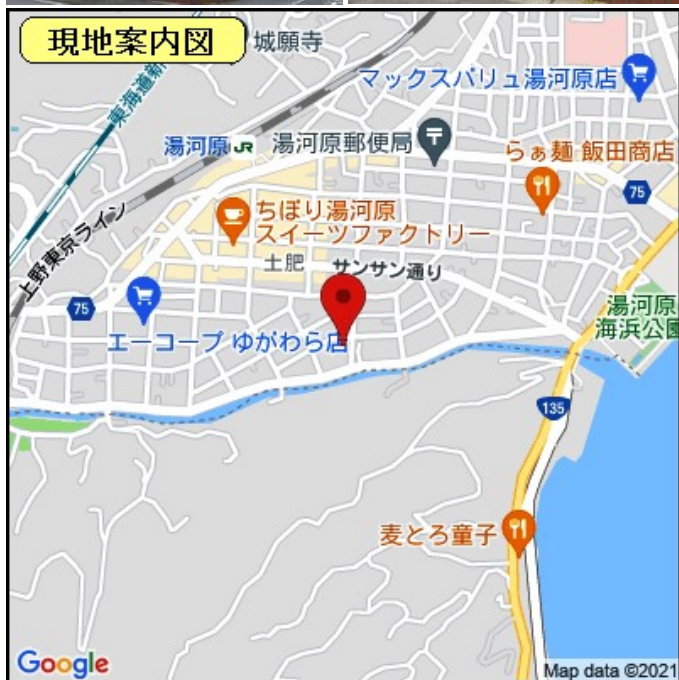 現地案内図
城願寺
マックスバリュ湯河原店
東海道新
湯河原 JR
湯河原郵便局
らぁ麺 飯田商店
75
ちぼり湯河原
スイーツファクトリー
上野東京ライン
土肥
サンサン通り
75
湯河原
海浜公園
エーコープ ゆがわら店
135
麦とろ童子
Google
Map data ©2021